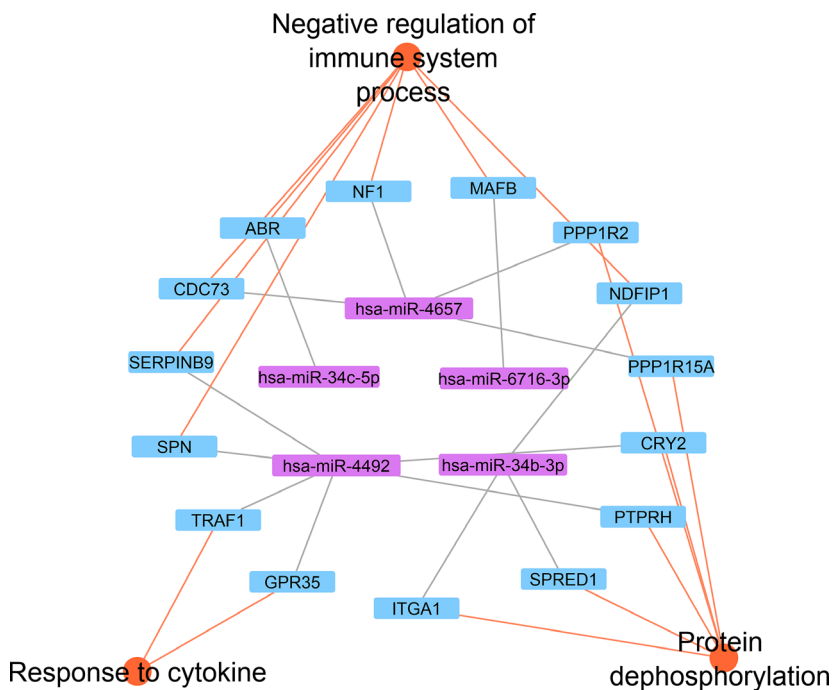 Negative regulation of
immune system
process
NF1
MAFB
ABR
PPP1R2
CDC73
NDFIP1
hsa-miR-4657
SERPINB9
PPP1R15A
hsa-miR-34c-5p
hsa-miR-6716-3p
SPN
CRY2
hsa-miR-4492
hsa-miR-34b-3p
TRAF1
PTPRH
GPR35
SPRED1
ITGA1
Response to cytokine
Protein
dephosphorylation